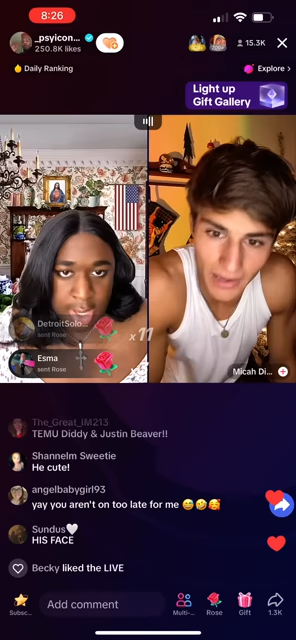 8:26
_psyicon...
250.8K likes
15.3K
Daily Ranking
Explore >
Light up
Gift Gallery
DetroitSolo...
sent Rose
x11
Esma
sent Rose
Micah Di...
The_Great_IM213
TEMU Diddy & Justin Beaver!!
Shannelm Sweetie
He cute!
angelbabygirl93
yay you aren't on too late for me 😅🤣🥰
Sundus🤍
HIS FACE
Becky liked the LIVE
Subsc...
Add comment
Multi-...
Rose
Gift
1.3K